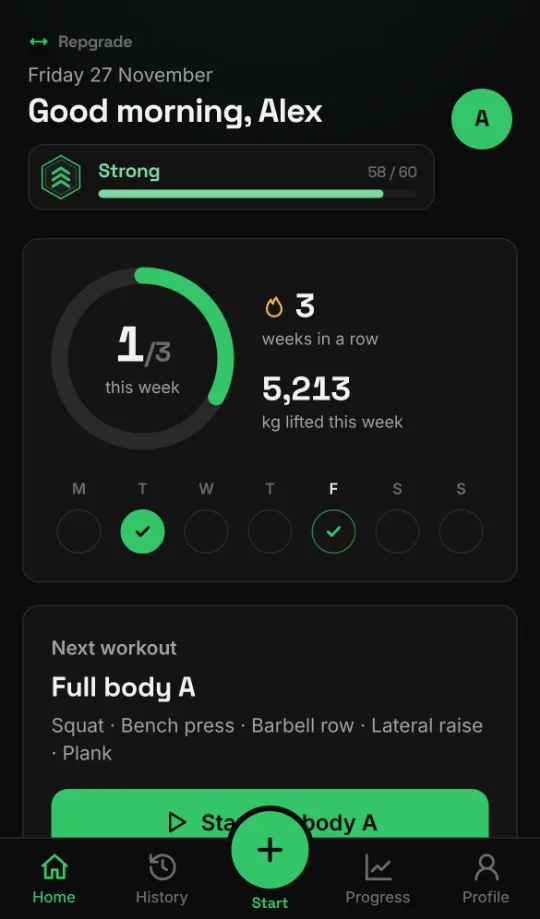 Repgrade
Friday 27 November
Good morning, Alex
A
Strong
58 / 60
1/3
this week
3
weeks in a row
5,213
kg lifted this week
M T W T F S S
Next workout
Full body A
Squat · Bench press · Barbell row · Lateral raise
· Plank
body A
Home
History
Start
Progress
Profile